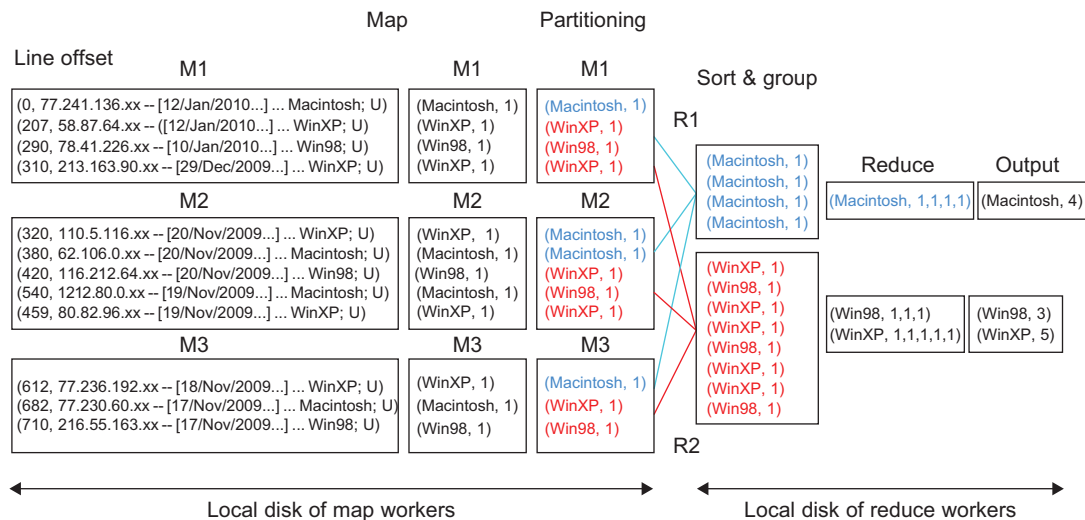 Map
Partitioning
Line offset
M1
M1
M1
Sort & group
(0, 77.241.136.xx -- [12/Jan/2010...] ... Macintosh; U)
(207, 58.87.64.xx -- ([12/Jan/2010...] ... WinXP; U)
(290, 78.41.226.xx -- [10/Jan/2010...] ... Win98; U)
(310, 213.163.90.xx -- [29/Dec/2009...] ... WinXP; U)
(Macintosh, 1)
(WinXP, 1)
(Win98, 1)
(WinXP, 1)
(Macintosh, 1)
(WinXP, 1)
(Win98, 1)
(WinXP, 1)
R1
M2
M2
M2
(320, 110.5.116.xx -- [20/Nov/2009...] ... WinXP; U)
(380, 62.106.0.xx -- [20/Nov/2009...] ... Macintosh; U)
(420, 116.212.64.xx -- [20/Nov/2009...] ... Win98; U)
(540, 1212.80.0.xx -- [19/Nov/2009...] ... Macintosh; U)
(459, 80.82.96.xx -- [19/Nov/2009...] ... WinXP; U)
(WinXP, 1)
(Macintosh, 1)
(Win98, 1)
(Macintosh, 1)
(WinXP, 1)
(Macintosh, 1)
(Macintosh, 1)
(WinXP, 1)
(Win98, 1)
(WinXP, 1)
M3
M3
M3
(612, 77.236.192.xx -- [18/Nov/2009...] ... WinXP; U)
(682, 77.230.60.xx -- [17/Nov/2009...] ... Macintosh; U)
(710, 216.55.163.xx -- [17/Nov/2009...] ... Win98; U)
(WinXP, 1)
(Macintosh, 1)
(Win98, 1)
(Macintosh, 1)
(WinXP, 1)
(Win98, 1)
R2
(Macintosh, 1)
(Macintosh, 1)
(Macintosh, 1)
(Macintosh, 1)
Reduce
Output
(Macintosh, 1,1,1,1)
(Macintosh, 4)
(WinXP, 1)
(Win98, 1)
(WinXP, 1)
(WinXP, 1)
(Win98, 1)
(WinXP, 1)
(WinXP, 1)
(Win98, 1)
(Win98, 1,1,1)
(WinXP, 1,1,1,1,1)
(Win98, 3)
(WinXP, 5)
Local disk of map workers
Local disk of reduce workers